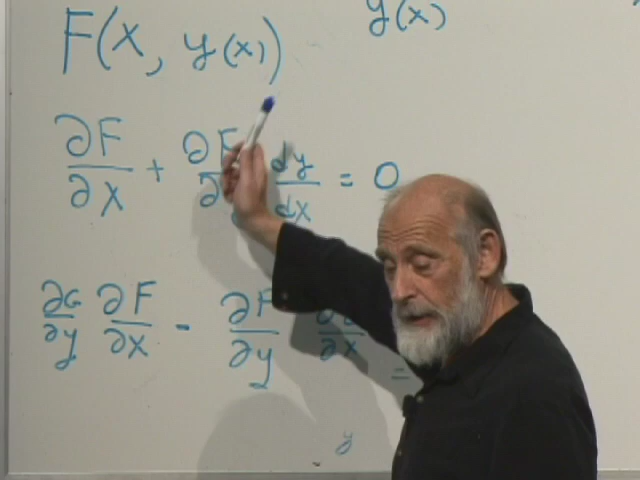 F(x, y(x)) y(x)
∂F/∂x + ∂F/∂ dy/dx = 0
∂G/∂y ∂F/∂x - ∂F/∂y ∂/∂x
=
y